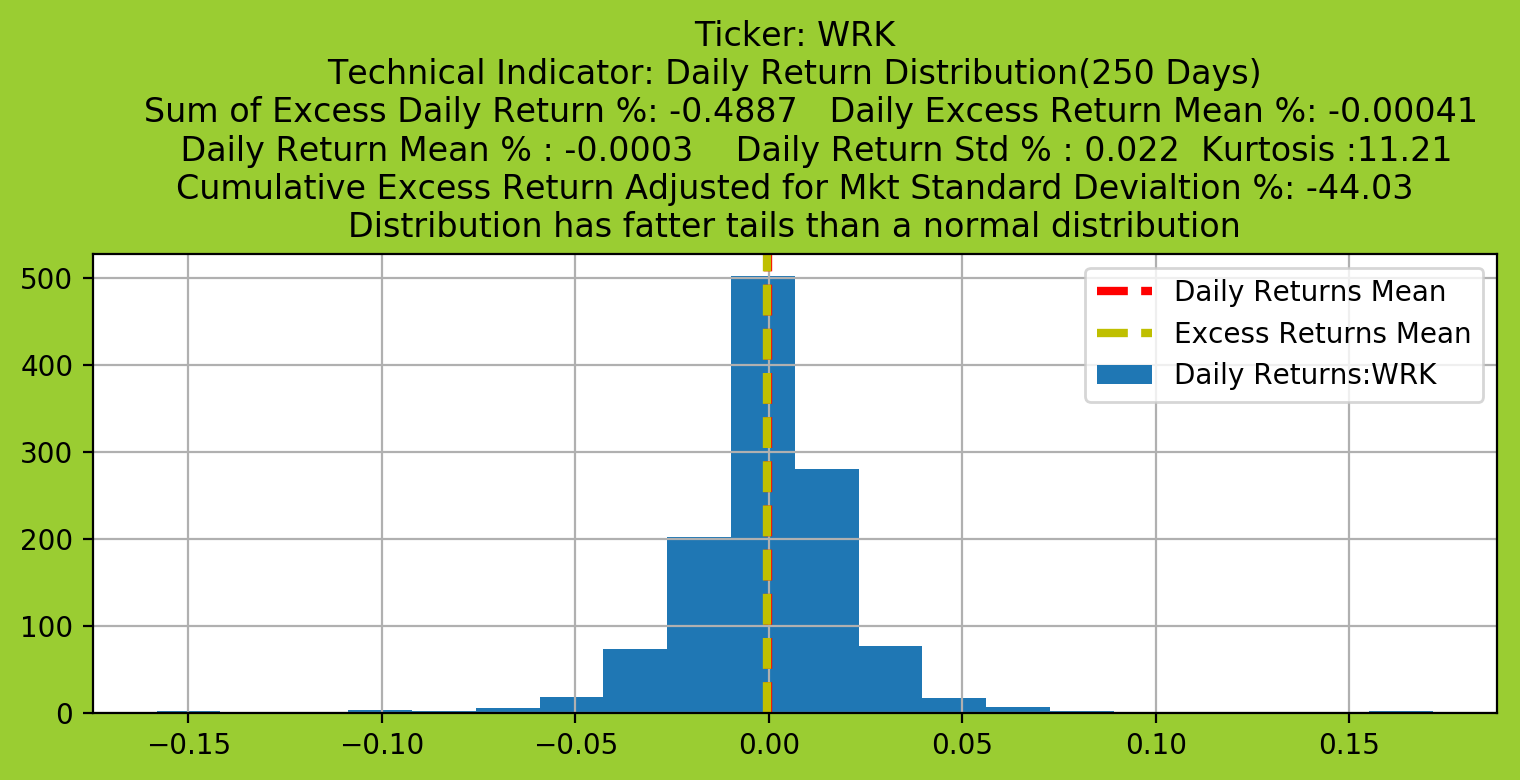 Ticker: WRK
Technical Indicator: Daily Return Distribution(250 Days)
Sum of Excess Daily Return %: -0.4887   Daily Excess Return Mean %: -0.00041
Daily Return Mean % : -0.0003    Daily Return Std % : 0.022  Kurtosis :11.21
Cumulative Excess Return Adjusted for Mkt Standard Devialtion %: -44.03
Distribution has fatter tails than a normal distribution
Daily Returns Mean
Excess Returns Mean
Daily Returns:WRK
500
400
300
200
100
0
−0.15 −0.10 −0.05 0.00 0.05 0.10 0.15